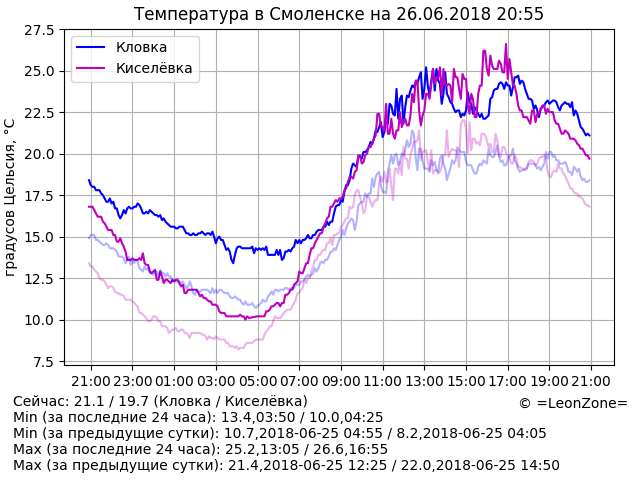 Температура в Смоленске на 26.06.2018 20:55
27.5
25.0
22.5
20.0
17.5
15.0
12.5
10.0
7.5
градусов Цельсия, °C
Кловка
Киселёвка
21:00 23:00 01:00 03:00 05:00 07:00 09:00 11:00 13:00 15:00 17:00 19:00 21:00
Сейчас: 21.1 / 19.7 (Кловка / Киселёвка)
© =LeonZone=
Min (за последние 24 часа): 13.4,03:50 / 10.0,04:25
Min (за предыдущие сутки): 10.7,2018-06-25 04:55 / 8.2,2018-06-25 04:05
Max (за последние 24 часа): 25.2,13:05 / 26.6,16:55
Max (за предыдущие сутки): 21.4,2018-06-25 12:25 / 22.0,2018-06-25 14:50